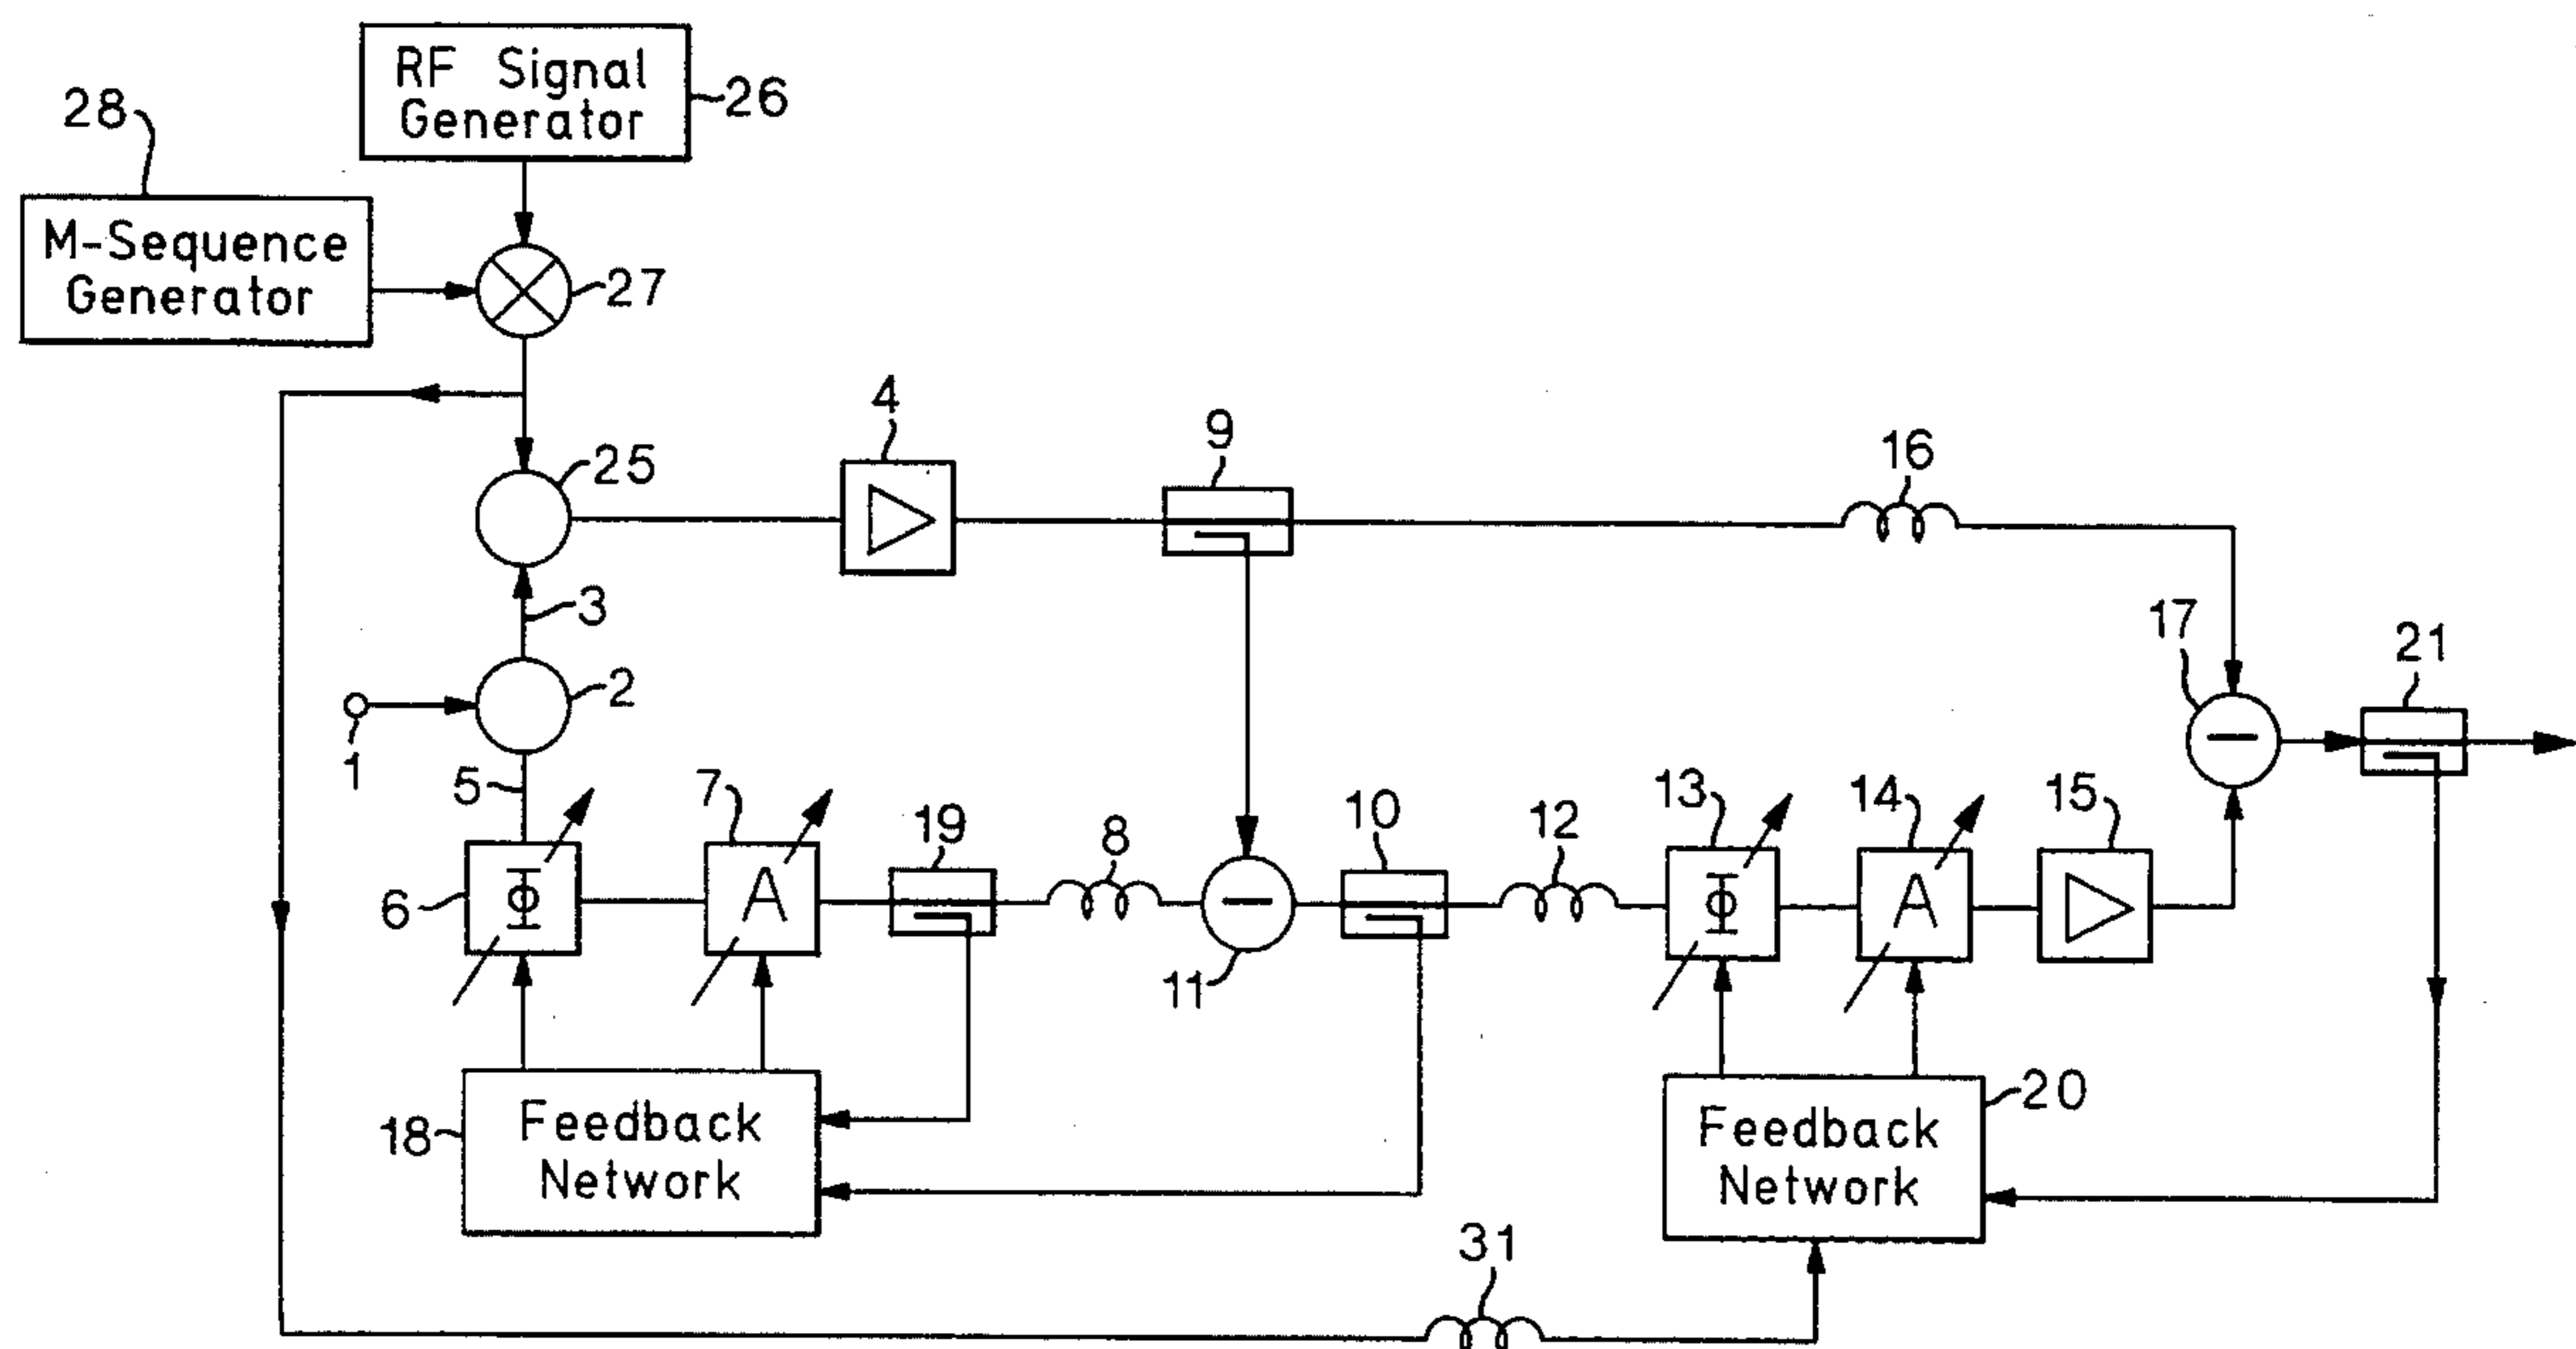 RF Signal
Generator
26
28
M-Sequence
Generator
27
4
9
16
25
3
17
21
2
1
5
7
19
8
10
12
13
14
15
6
Φ
A
11
Φ
A
18
Feedback
Network
20
Feedback
Network
31